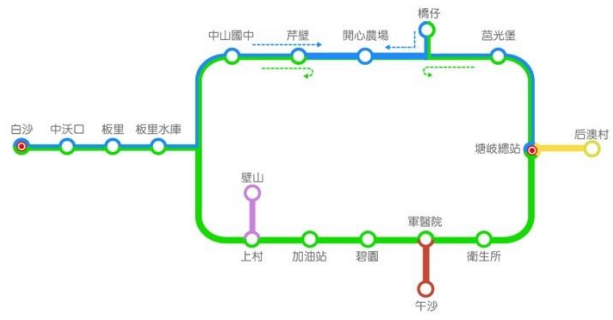 橋仔
中山國中
芹壁
開心農場
莒光堡
白沙
中沃口
板里
板里水庫
塘岐總站
后澳村
壁山
軍醫院
上村
加油站
碧園
衛生所
午沙